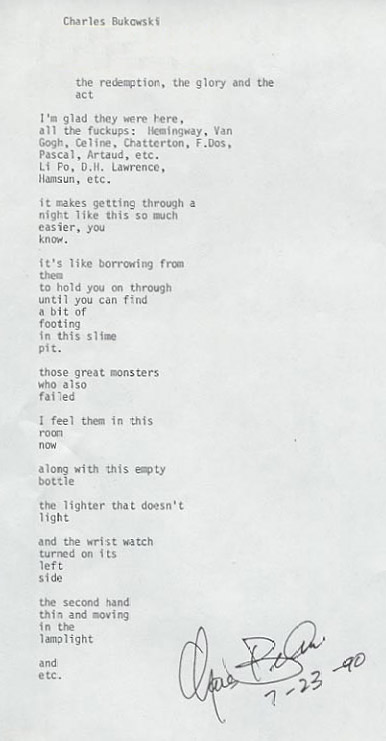 Charles Bukowski
the redemption, the glory and the
act
I'm glad they were here,
all the fuckups: Hemingway, Van
Gogh, Celine, Chatterton, F.Dos,
Pascal, Artaud, etc.
Li Po, D.H. Lawrence,
Hamsun, etc.
it makes getting through a
night like this so much
easier, you
know.
it's like borrowing from
them
to hold you on through
until you can find
a bit of
footing
in this slime
pit.
those great monsters
who also
failed
I feel them in this
room
now
along with this empty
bottle
the lighter that doesn't
light
and the wrist watch
turned on its
left
side
the second hand
thin and moving
in the
lamplight
and
etc.
7-23-90